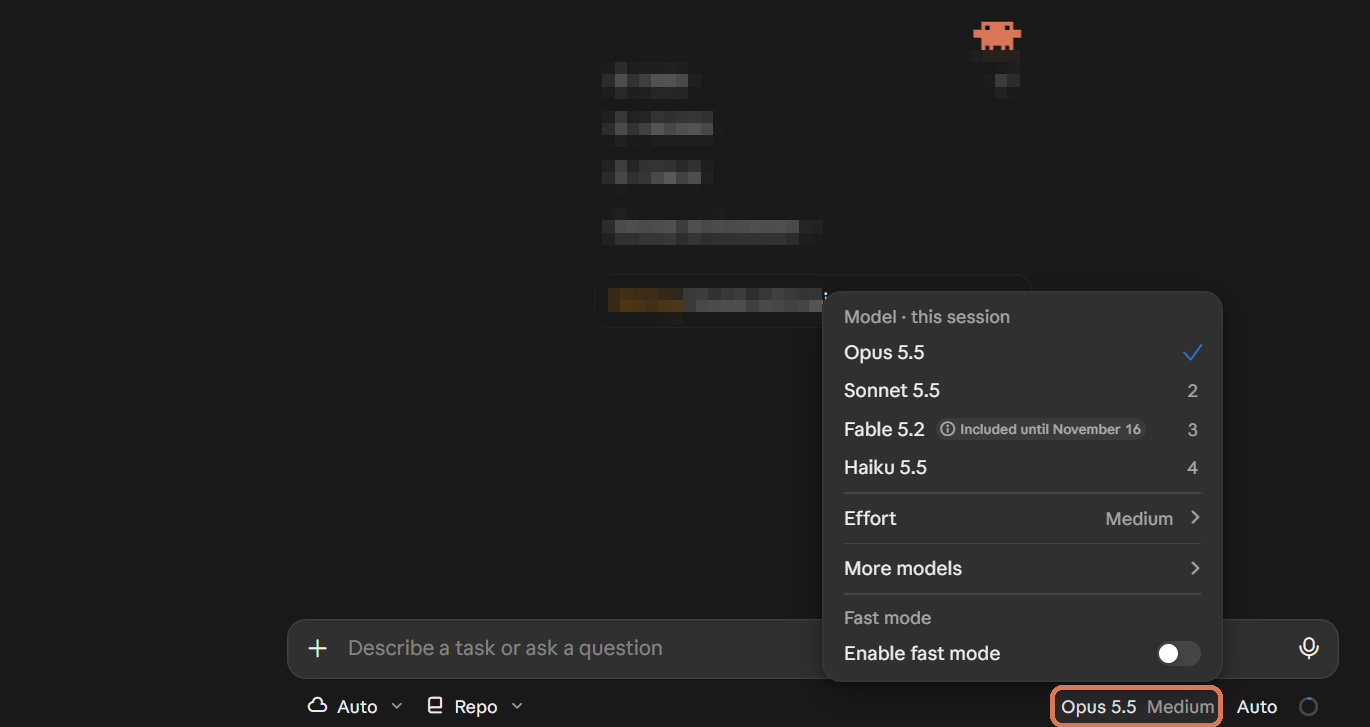 Model · this session
Opus 5.5
Sonnet 5.5 2
Fable 5.2 Included until November 16 3
Haiku 5.5 4
Effort Medium
More models
Fast mode
Enable fast mode
Describe a task or ask a question
Auto Repo Opus 5.5 Medium Auto